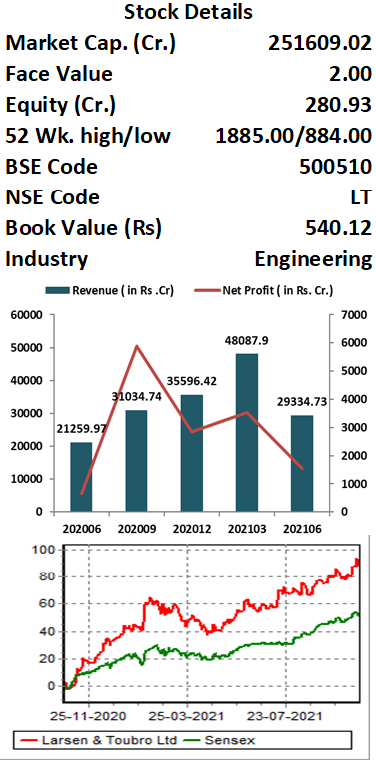 Stock Details
Market Cap. (Cr.) 251609.02
Face Value 2.00
Equity (Cr.) 280.93
52 Wk. high/low 1885.00/884.00
BSE Code 500510
NSE Code LT
Book Value (Rs) 540.12
Industry Engineering
Revenue ( in Rs .Cr) Net Profit ( in Rs. Cr.)
60000 7000
50000 6000
40000 5000
30000 4000
20000 3000
10000 2000
0 1000
0
21259.97 31034.74 35596.42 48087.9 29334.73
202006 202009 202012 202103 202106
100
80
60
40
20
0
25-11-2020 25-03-2021 23-07-2021
Larsen & Toubro Ltd Sensex